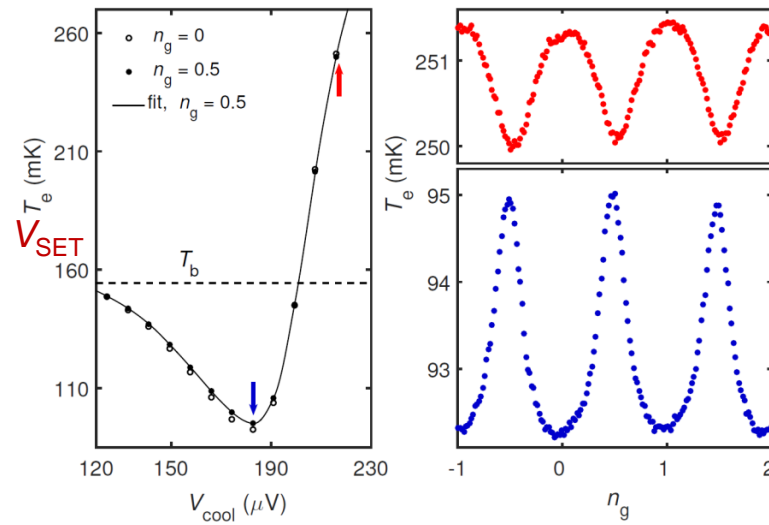 260
n_g = 0
n_g = 0.5
fit, n_g = 0.5
210
T_e (mK)
V_SET
T_b
160
110
120 150 190 230
V_cool (μV)
251
250
T_e (mK)
95
94
93
-1 0 1 2
n_g